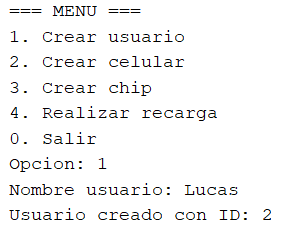 === MENU ===
1. Crear usuario
2. Crear celular
3. Crear chip
4. Realizar recarga
0. Salir
Opcion: 1
Nombre usuario: Lucas
Usuario creado con ID: 2